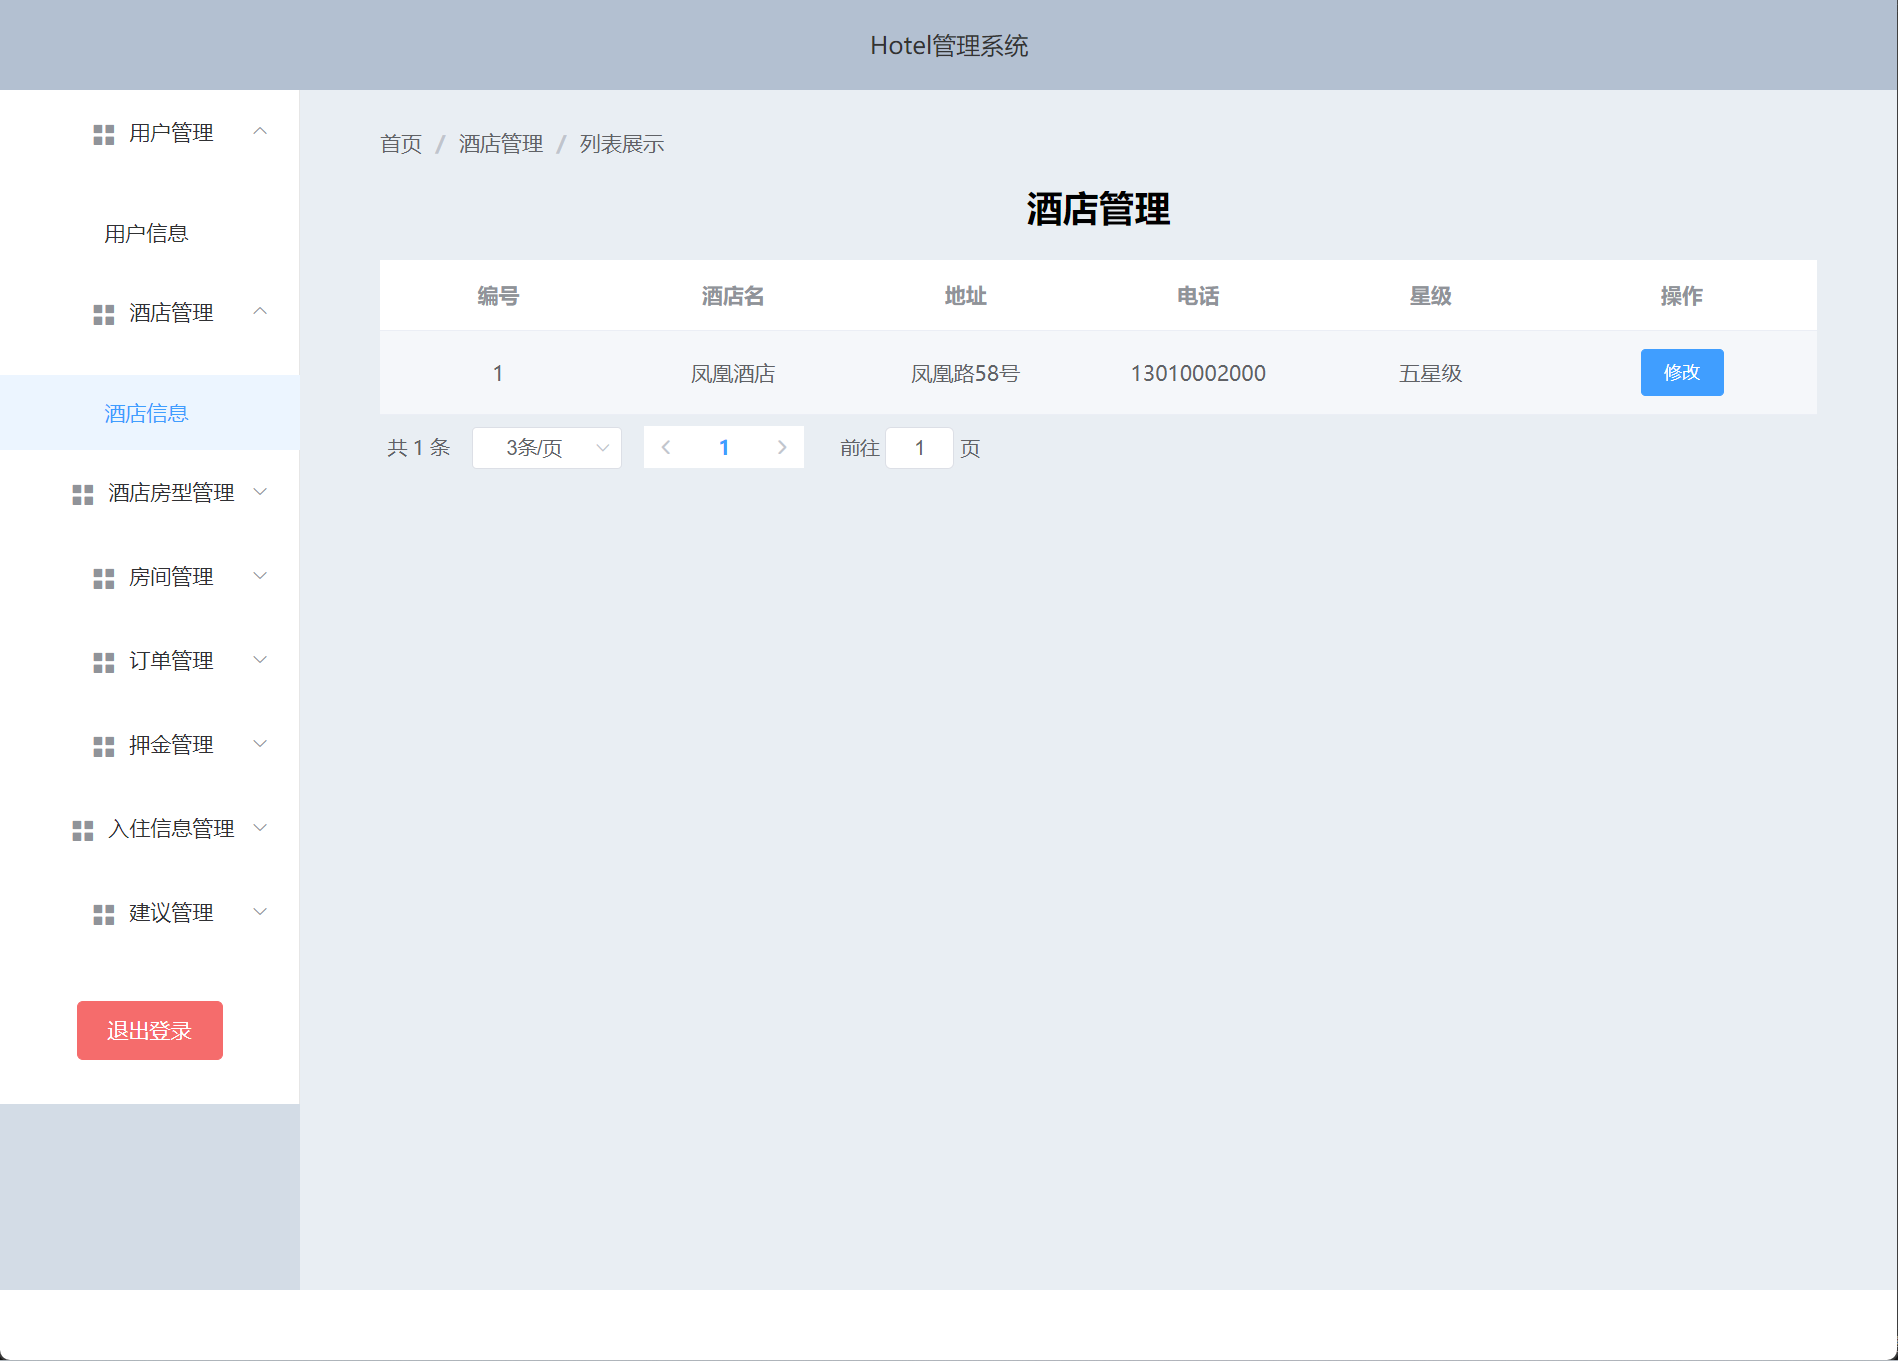 Hotel管理系统
用户管理
用户信息
酒店管理
酒店信息
酒店房型管理
房间管理
订单管理
押金管理
入住信息管理
建议管理
退出登录
首页 / 酒店管理 / 列表展示
酒店管理
编号 酒店名 地址 电话 星级 操作
1 凤凰酒店 凤凰路58号 13010002000 五星级 修改
共 1 条 3条/页 1 前往 1 页